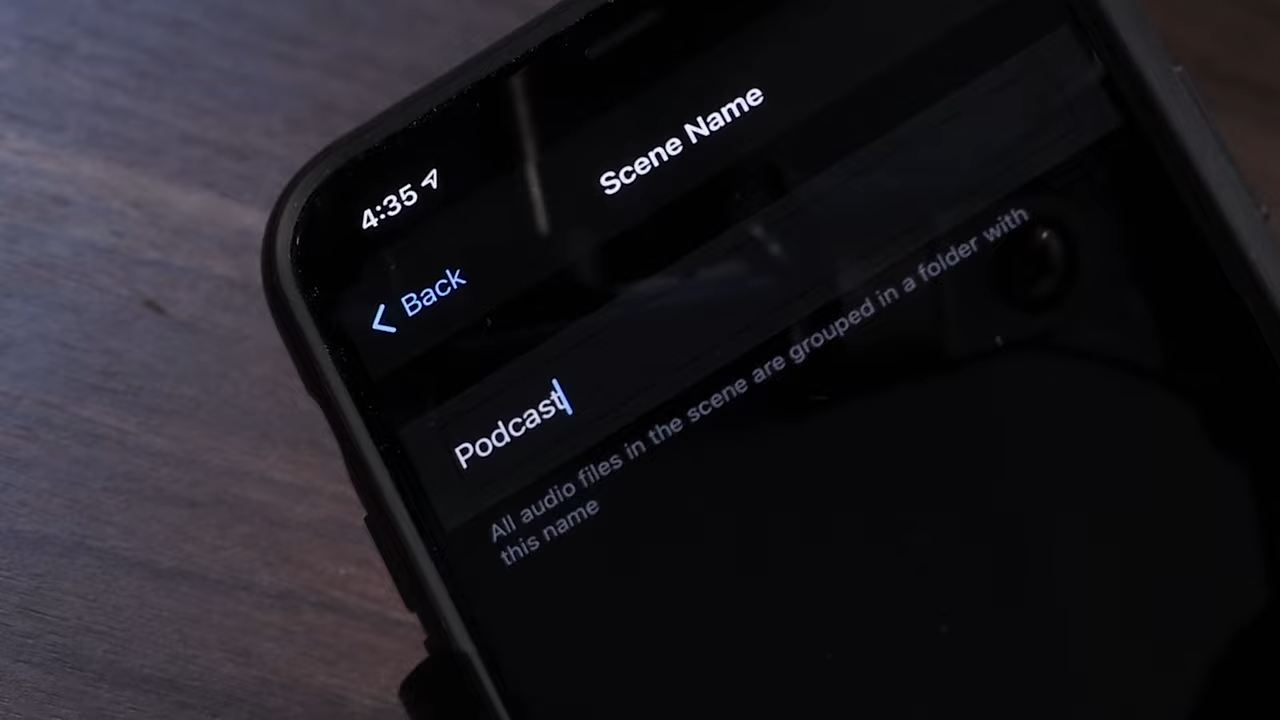 4:35
Scene Name
Back
Podcast
All audio files in the scene are grouped in a folder with
this name